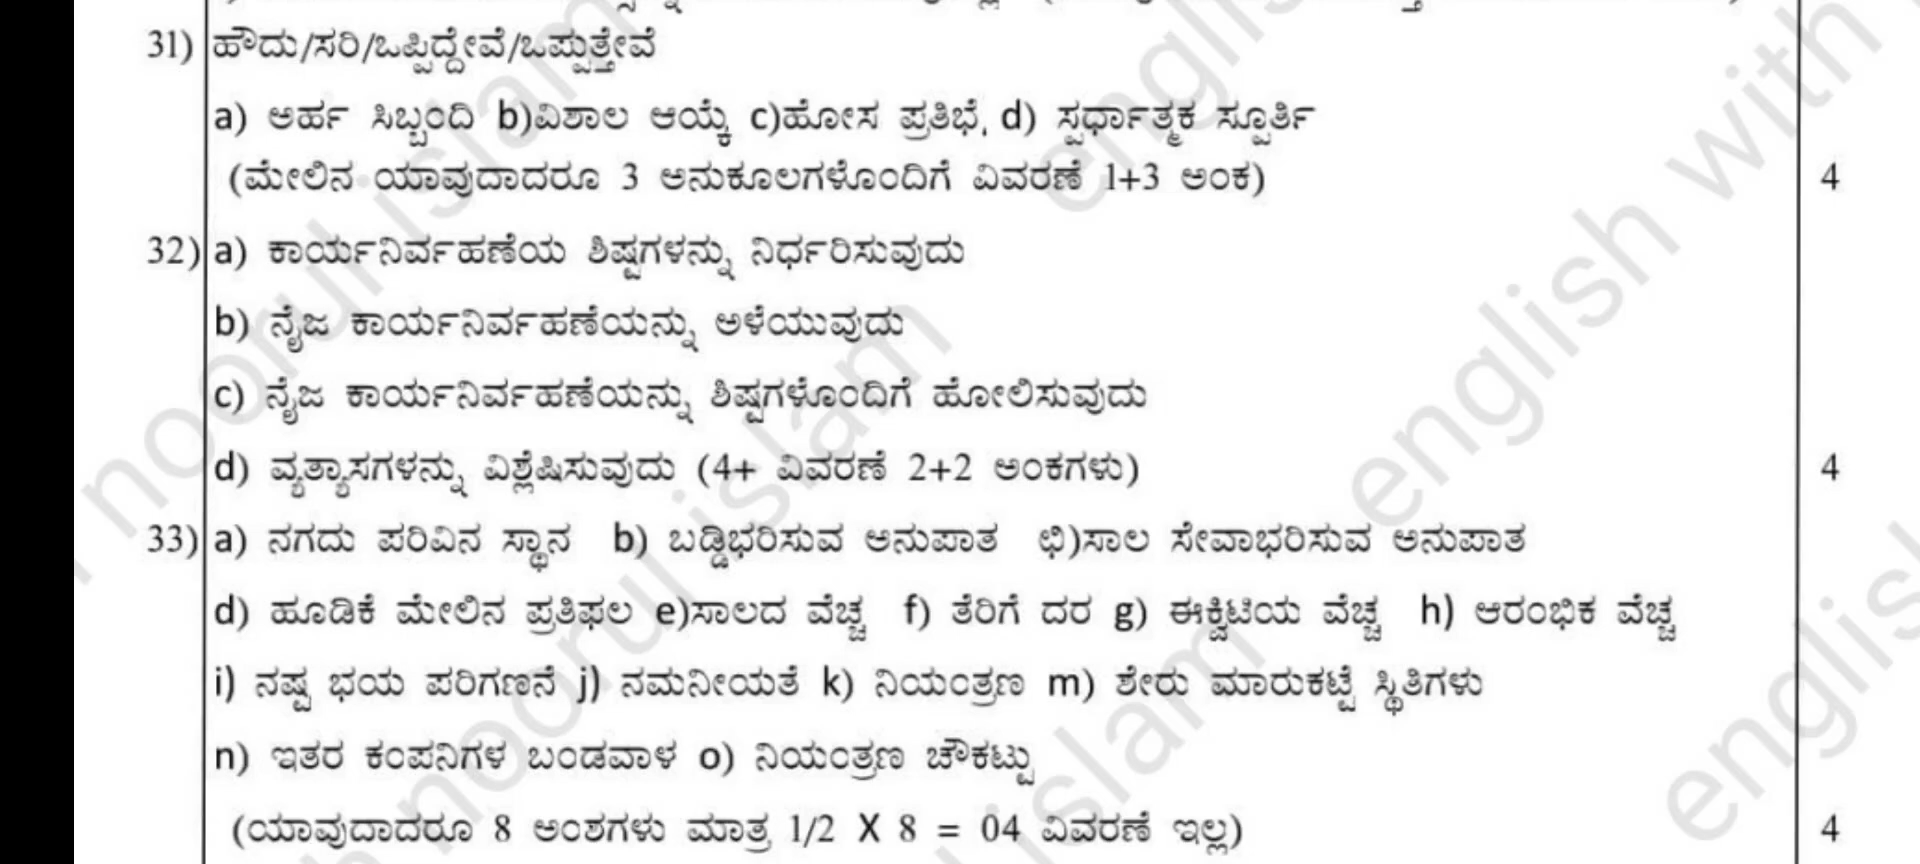 31) ಹೌದು/ಸರಿ/ಒಪ್ಪಿದ್ದೇವೆ/ಒಪ್ಪುತ್ತೇವೆ
a) ಅರ್ಹ ಸಿಬ್ಬಂದಿ b)ವಿಶಾಲ ಆಯ್ಕೆ c)ಹೋಸ ಪ್ರತಿಭೆ, d) ಸ್ಪರ್ಧಾತ್ಮಕ ಸ್ಪೂರ್ತಿ
(ಮೇಲಿನ ಯಾವುದಾದರೂ 3 ಅನುಕೂಲಗಳೊಂದಿಗೆ ವಿವರಣೆ 1+3 ಅಂಕ) 4
32) a) ಕಾರ್ಯನಿರ್ವಹಣೆಯ ಶಿಷ್ಟಗಳನ್ನು ನಿರ್ಧರಿಸುವುದು
b) ನೈಜ ಕಾರ್ಯನಿರ್ವಹಣೆಯನ್ನು ಅಳೆಯುವುದು
c) ನೈಜ ಕಾರ್ಯನಿರ್ವಹಣೆಯನ್ನು ಶಿಷ್ಟಗಳೊಂದಿಗೆ ಹೋಲಿಸುವುದು
d) ವ್ಯತ್ಯಾಸಗಳನ್ನು ವಿಶ್ಲೆಷಿಸುವುದು (4+ ವಿವರಣೆ 2+2 ಅಂಕಗಳು) 4
33) a) ನಗದು ಪರಿವಿನ ಸ್ಥಾನ b) ಬಡ್ಡಿಭರಿಸುವ ಅನುಪಾತ ಛಿ)ಸಾಲ ಸೇವಾಭರಿಸುವ ಅನುಪಾತ
d) ಹೂಡಿಕೆ ಮೇಲಿನ ಪ್ರತಿಫಲ e)ಸಾಲದ ವೆಚ್ಚ f) ತೆರಿಗೆ ದರ g) ಈಕ್ವಿಟಿಯ ವೆಚ್ಚ h) ಆರಂಭಿಕ ವೆಚ್ಚ
i) ನಷ್ಟ ಭಯ ಪರಿಗಣನೆ j) ನಮನೀಯತೆ k) ನಿಯಂತ್ರಣ m) ಶೇರು ಮಾರುಕಟ್ಟೆ ಸ್ಥಿತಿಗಳು
n) ಇತರ ಕಂಪನಿಗಳ ಬಂಡವಾಳ o) ನಿಯಂತ್ರಣ ಚೌಕಟ್ಟು
(ಯಾವುದಾದರೂ 8 ಅಂಶಗಳು ಮಾತ್ರ 1/2 X 8 = 04 ವಿವರಣೆ ಇಲ್ಲ) 4
english with noorul islam